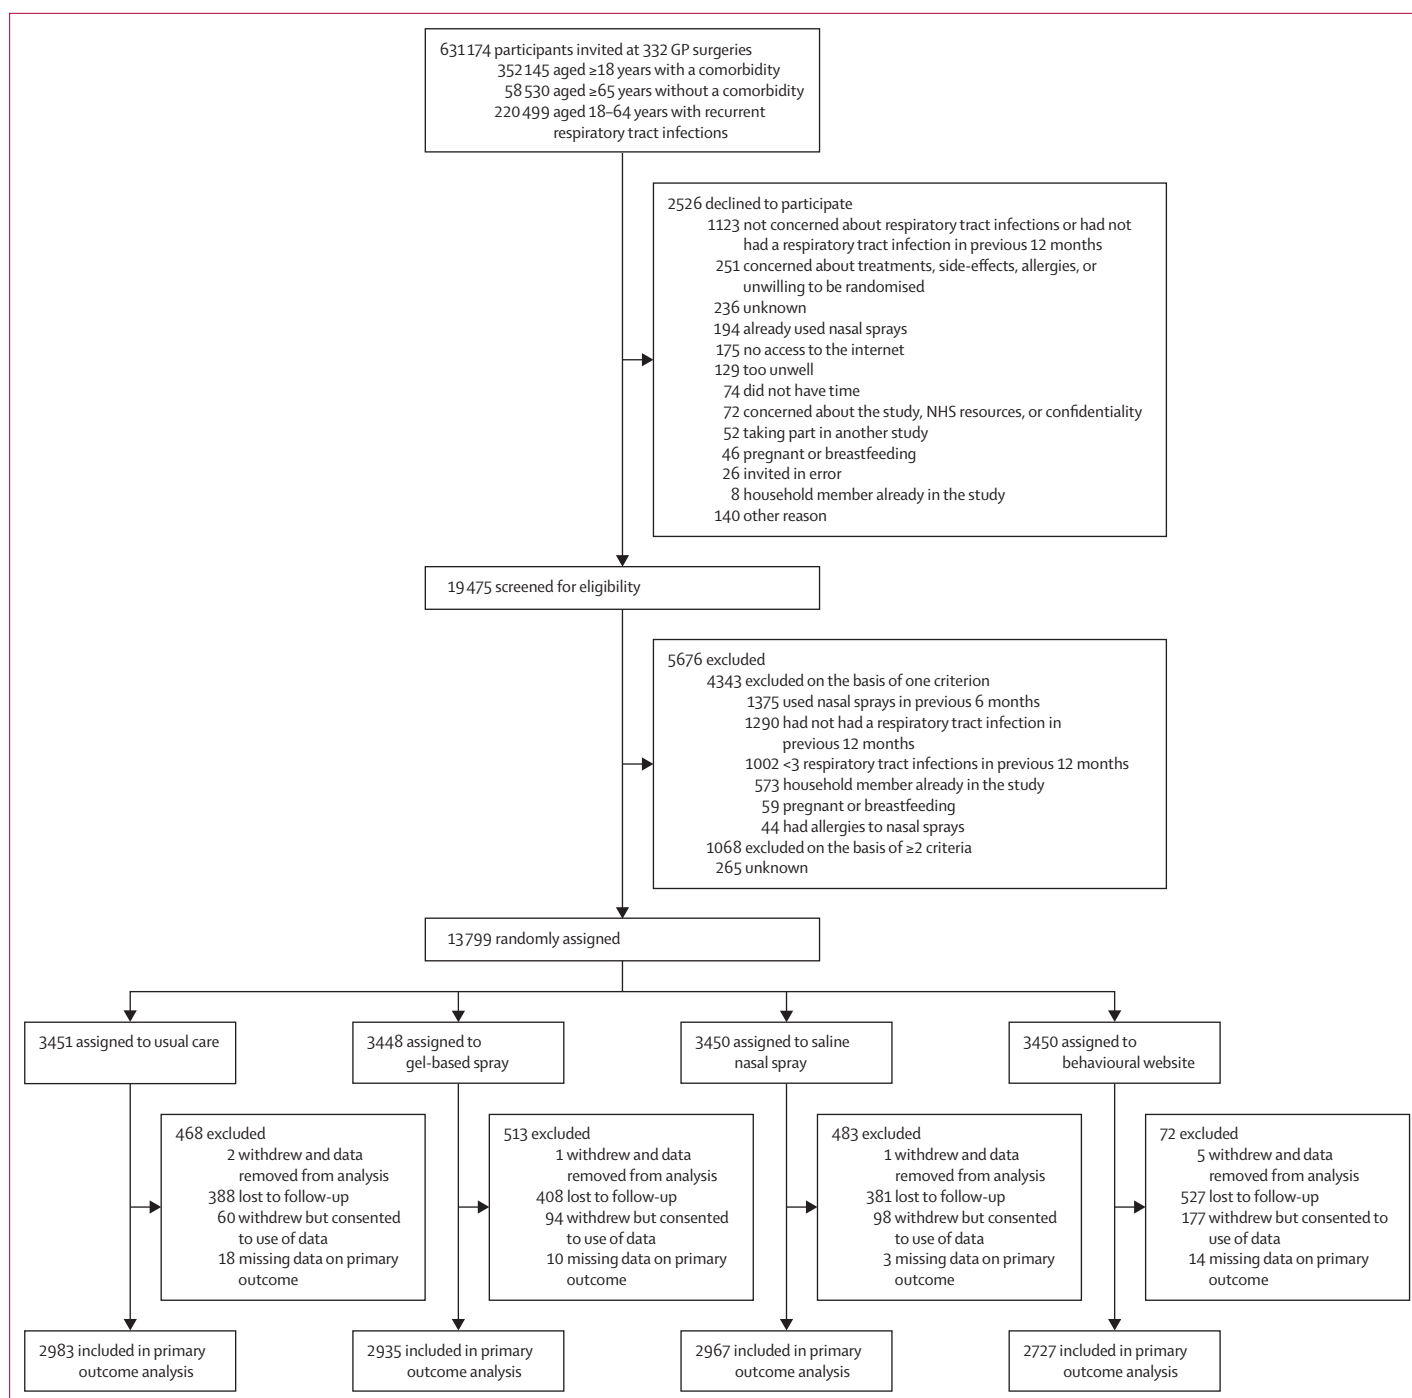 631 174 participants invited at 332 GP surgeries
352 145 aged ≥18 years with a comorbidity
58 530 aged ≥65 years without a comorbidity
220 499 aged 18–64 years with recurrent
respiratory tract infections
2526 declined to participate
1123 not concerned about respiratory tract infections or had not
had a respiratory tract infection in previous 12 months
251 concerned about treatments, side-effects, allergies, or
unwilling to be randomised
236 unknown
194 already used nasal sprays
175 no access to the internet
129 too unwell
74 did not have time
72 concerned about the study, NHS resources, or confidentiality
52 taking part in another study
46 pregnant or breastfeeding
26 invited in error
8 household member already in the study
140 other reason
19 475 screened for eligibility
5676 excluded
4343 excluded on the basis of one criterion
1375 used nasal sprays in previous 6 months
1290 had not had a respiratory tract infection in
previous 12 months
1002 <3 respiratory tract infections in previous 12 months
573 household member already in the study
59 pregnant or breastfeeding
44 had allergies to nasal sprays
1068 excluded on the basis of ≥2 criteria
265 unknown
13 799 randomly assigned
3451 assigned to usual care
3448 assigned to
gel-based spray
3450 assigned to saline
nasal spray
3450 assigned to
behavioural website
468 excluded
2 withdrew and data
removed from analysis
388 lost to follow-up
60 withdrew but consented
to use of data
18 missing data on primary
outcome
513 excluded
1 withdrew and data
removed from analysis
408 lost to follow-up
94 withdrew but consented
to use of data
10 missing data on primary
outcome
483 excluded
1 withdrew and data
removed from analysis
381 lost to follow-up
98 withdrew but consented
to use of data
3 missing data on primary
outcome
72 excluded
5 withdrew and data
removed from analysis
527 lost to follow-up
177 withdrew but consented to
use of data
14 missing data on primary
outcome
2983 included in primary
outcome analysis
2935 included in primary
outcome analysis
2967 included in primary
outcome analysis
2727 included in primary
outcome analysis